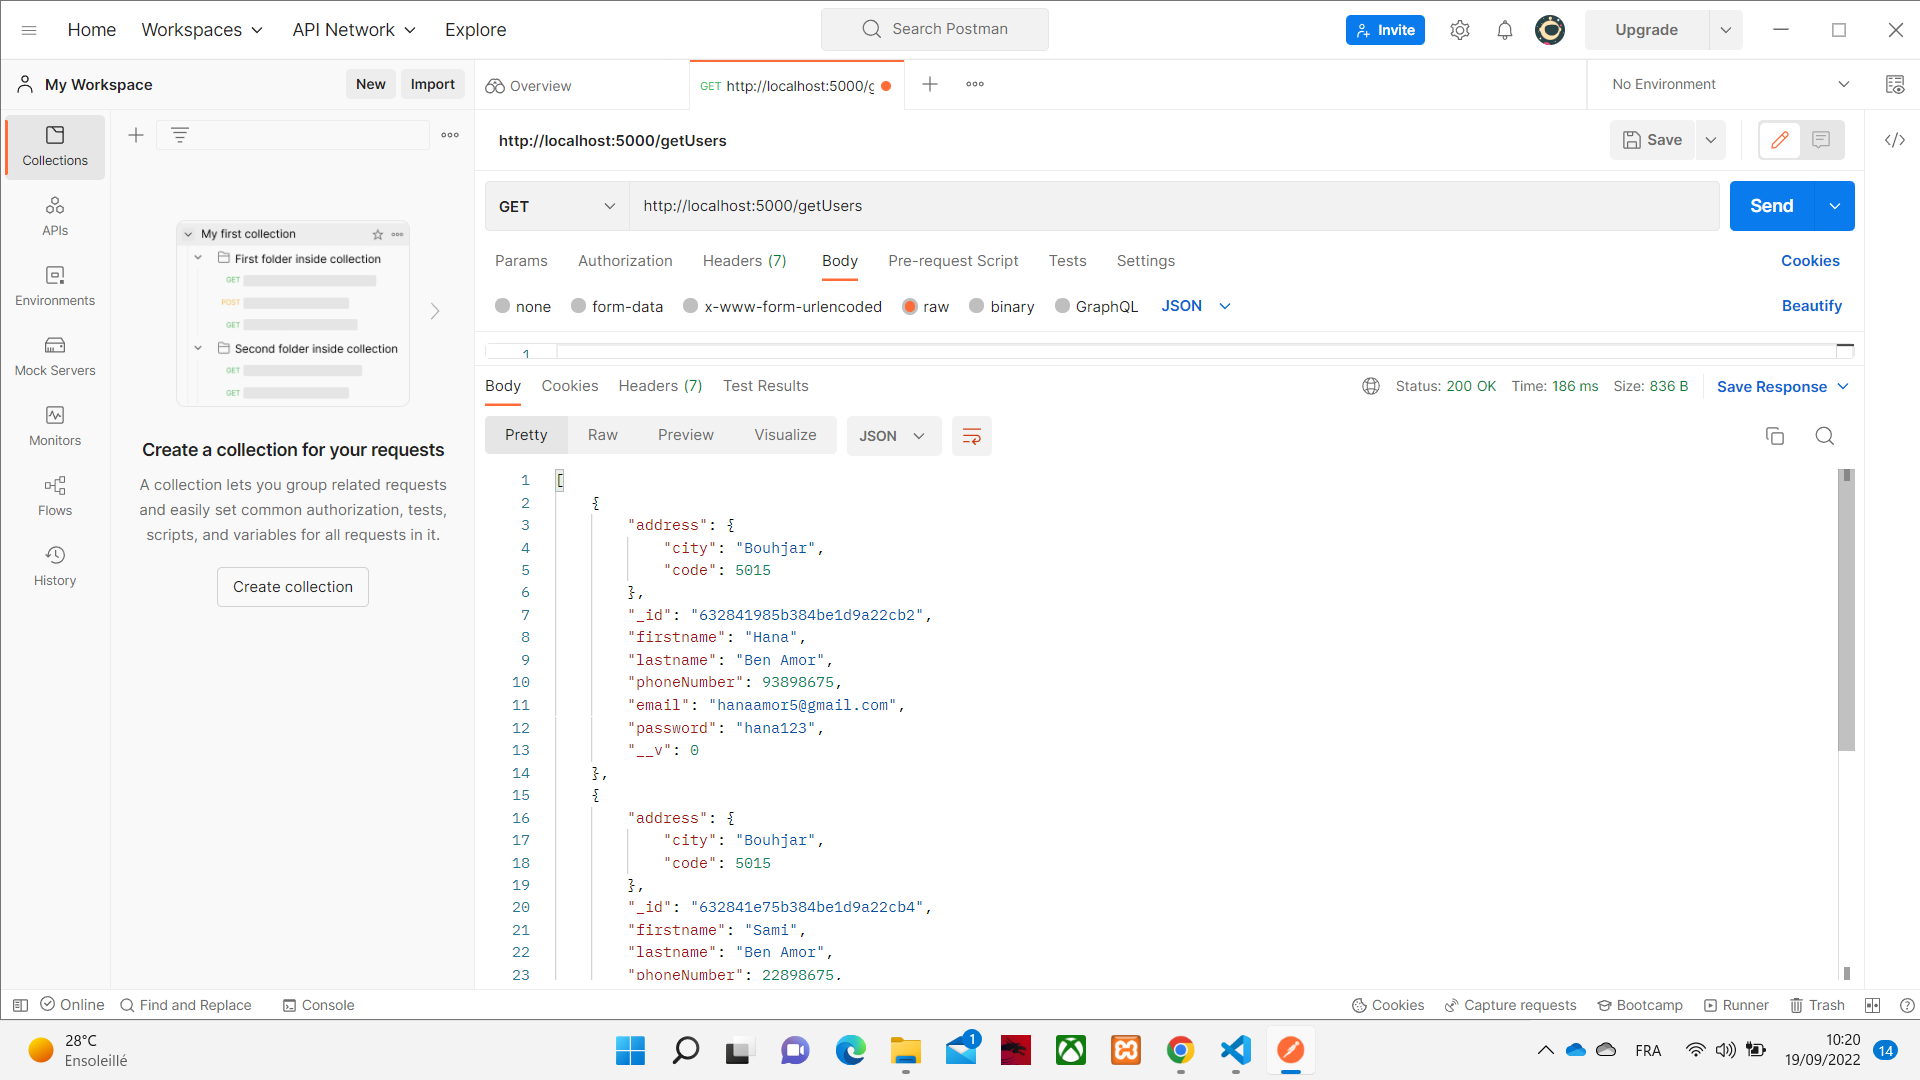 Home
Workspaces
API Network
Explore
Search Postman
Invite
Upgrade
My Workspace
New
Import
Overview
GET http://localhost:5000/g
No Environment
Collections
APIs
Environments
Mock Servers
Monitors
Flows
History
My first collection
First folder inside collection
GET
POST
GET
Second folder inside collection
GET
GET
Create a collection for your requests
A collection lets you group related requests
and easily set common authorization, tests,
scripts, and variables for all requests in it.
Create collection
http://localhost:5000/getUsers
Save
GET
http://localhost:5000/getUsers
Send
Params
Authorization
Headers (7)
Body
Pre-request Script
Tests
Settings
Cookies
none
form-data
x-www-form-urlencoded
raw
binary
GraphQL
JSON
Beautify
1
Body
Cookies
Headers (7)
Test Results
Status: 200 OK
Time: 186 ms
Size: 836 B
Save Response
Pretty
Raw
Preview
Visualize
JSON
1 [
2 {
3 "address": {
4 "city": "Bouhjar",
5 "code": 5015
6 },
7 "_id": "632841985b384be1d9a22cb2",
8 "firstname": "Hana",
9 "lastname": "Ben Amor",
10 "phoneNumber": 93898675,
11 "email": "hanaamor5@gmail.com",
12 "password": "hana123",
13 "__v": 0
14 },
15 {
16 "address": {
17 "city": "Bouhjar",
18 "code": 5015
19 },
20 "_id": "632841e75b384be1d9a22cb4",
21 "firstname": "Sami",
22 "lastname": "Ben Amor",
23 "phoneNumber": 22898675,
Online
Find and Replace
Console
Cookies
Capture requests
Bootcamp
Runner
Trash
28°C
Ensoleillé
1
FRA
10:20
19/09/2022
14